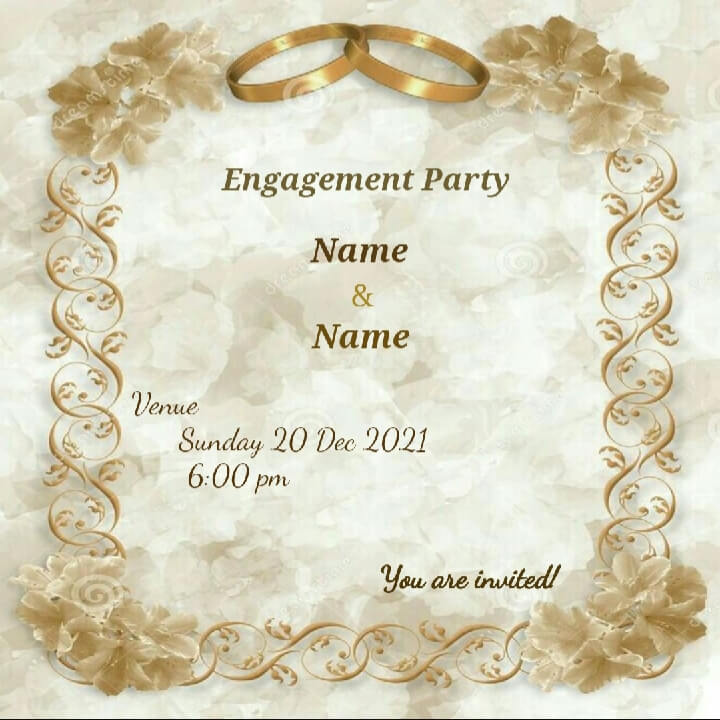 Engagement Party
Name
&
Name
Venue
Sunday 20 Dec 2021
6:00 pm
You are invited!